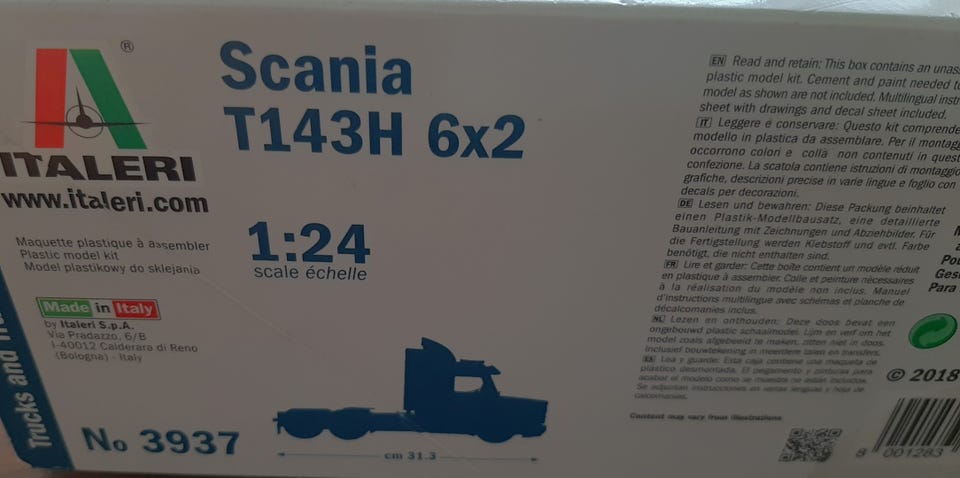 ®
ITALERI
www.italeri.com
Maquette plastique à assembler
Plastic model kit
Model plastikowy do sklejania
Made in Italy
by Italeri S.p.A.
Via Pradazzo, 6/B
I-40012 Calderara di Reno
(Bologna) - Italy
Trucks and
No 3937
Scania
T143H 6x2
1:24
scale échelle
cm 31.3
EN Read and retain: This box contains an unass
plastic model kit. Cement and paint needed to
model as shown are not included. Multilingual instr
sheet with drawings and decal sheet included.
IT Leggere é conservare: Questo kit comprende
modello in plastica da assemblare. Per il montagg
occorrono colori e collà non contenuti in quest
confezione. La scatola contiene istruzioni di montaggio
grafiche, descrizioni precise in varie lingue e foglio con
decals per decorazioni.
DE Lesen und bewahren: Diese Packung beinhaltet
einen Plastik-Modellbausatz, eine detaillierte
Bauanleitung mit Zeichnungen und Abziehbilder. Für
die Fertigstellung werden Klebstoff und evtl. Farbe
benötigt, die nicht enthalten sind.
FR Lire et garder: Cette boîte contient un modèle réduit
en plastique à assembler. Colle et peinture nécessaires
à la réalisation du modèle non inclus. Manuel
d'instructions multilingue avec schémas et planche de
décalcomanies inclus.
NL Lezen en onthouden: Deze doos bevat een
ongebouwd plastic schaalmodel. Lijm en verf om het
model zoals afgebeeld te maken, zitten niet in doos.
Inclusief bouwtekening in meerdere talen en transfers.
Loa y guarde: Esta caja contiene una maqueta de
plástico desmontada. El pegamento y pinturas para
acabar el modelo como se muestra no están incluidos.
Se adjuntan instrucciones en varias lenguas y hoja de
calcomanías.
Content may vary from illustrations
Pou
Gesi
Para
© 2018
8 001283